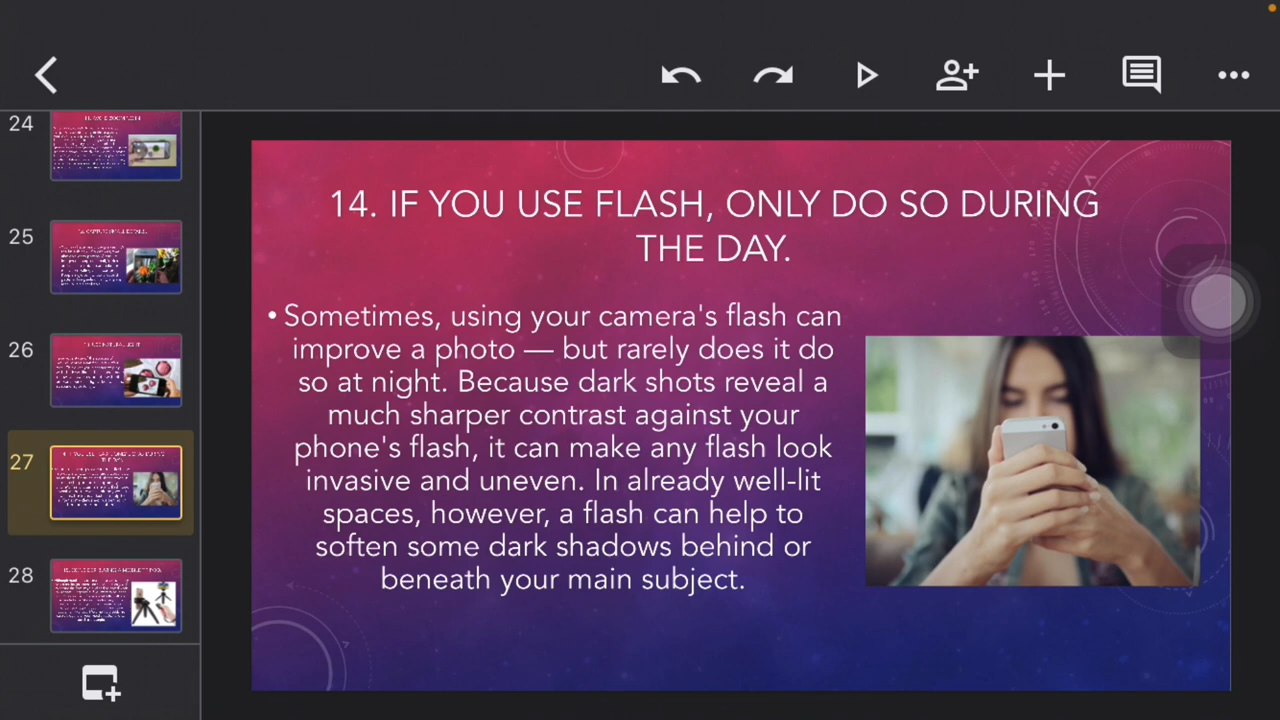 24
25
26
27
28
14. IF YOU USE FLASH, ONLY DO SO DURING
THE DAY.
• Sometimes, using your camera's flash can
improve a photo — but rarely does it do
so at night. Because dark shots reveal a
much sharper contrast against your
phone's flash, it can make any flash look
invasive and uneven. In already well-lit
spaces, however, a flash can help to
soften some dark shadows behind or
beneath your main subject.